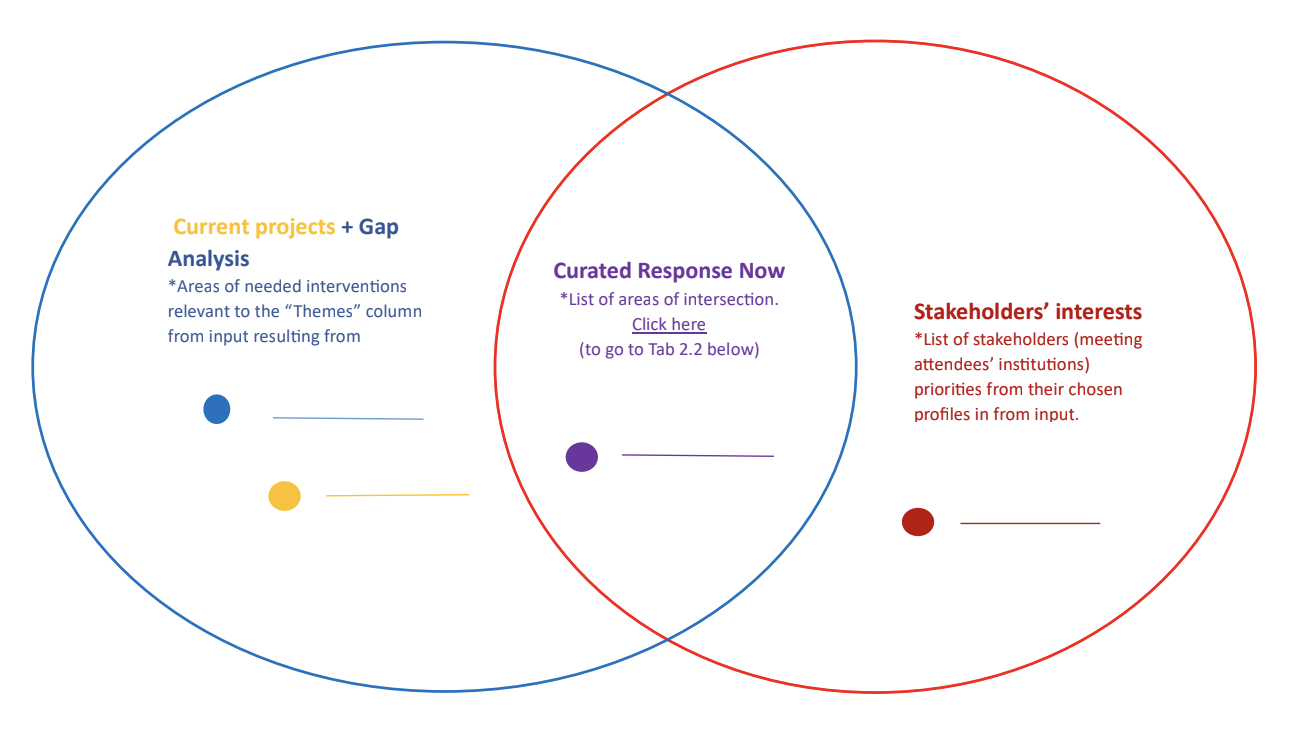 Current projects + Gap
Analysis
*Areas of needed interventions
relevant to the “Themes” column
from input resulting from
Curated Response Now
*List of areas of intersection.
Click here
(to go to Tab 2.2 below)
Stakeholders’ interests
*List of stakeholders (meeting
attendees’ institutions)
priorities from their chosen
profiles in from input.